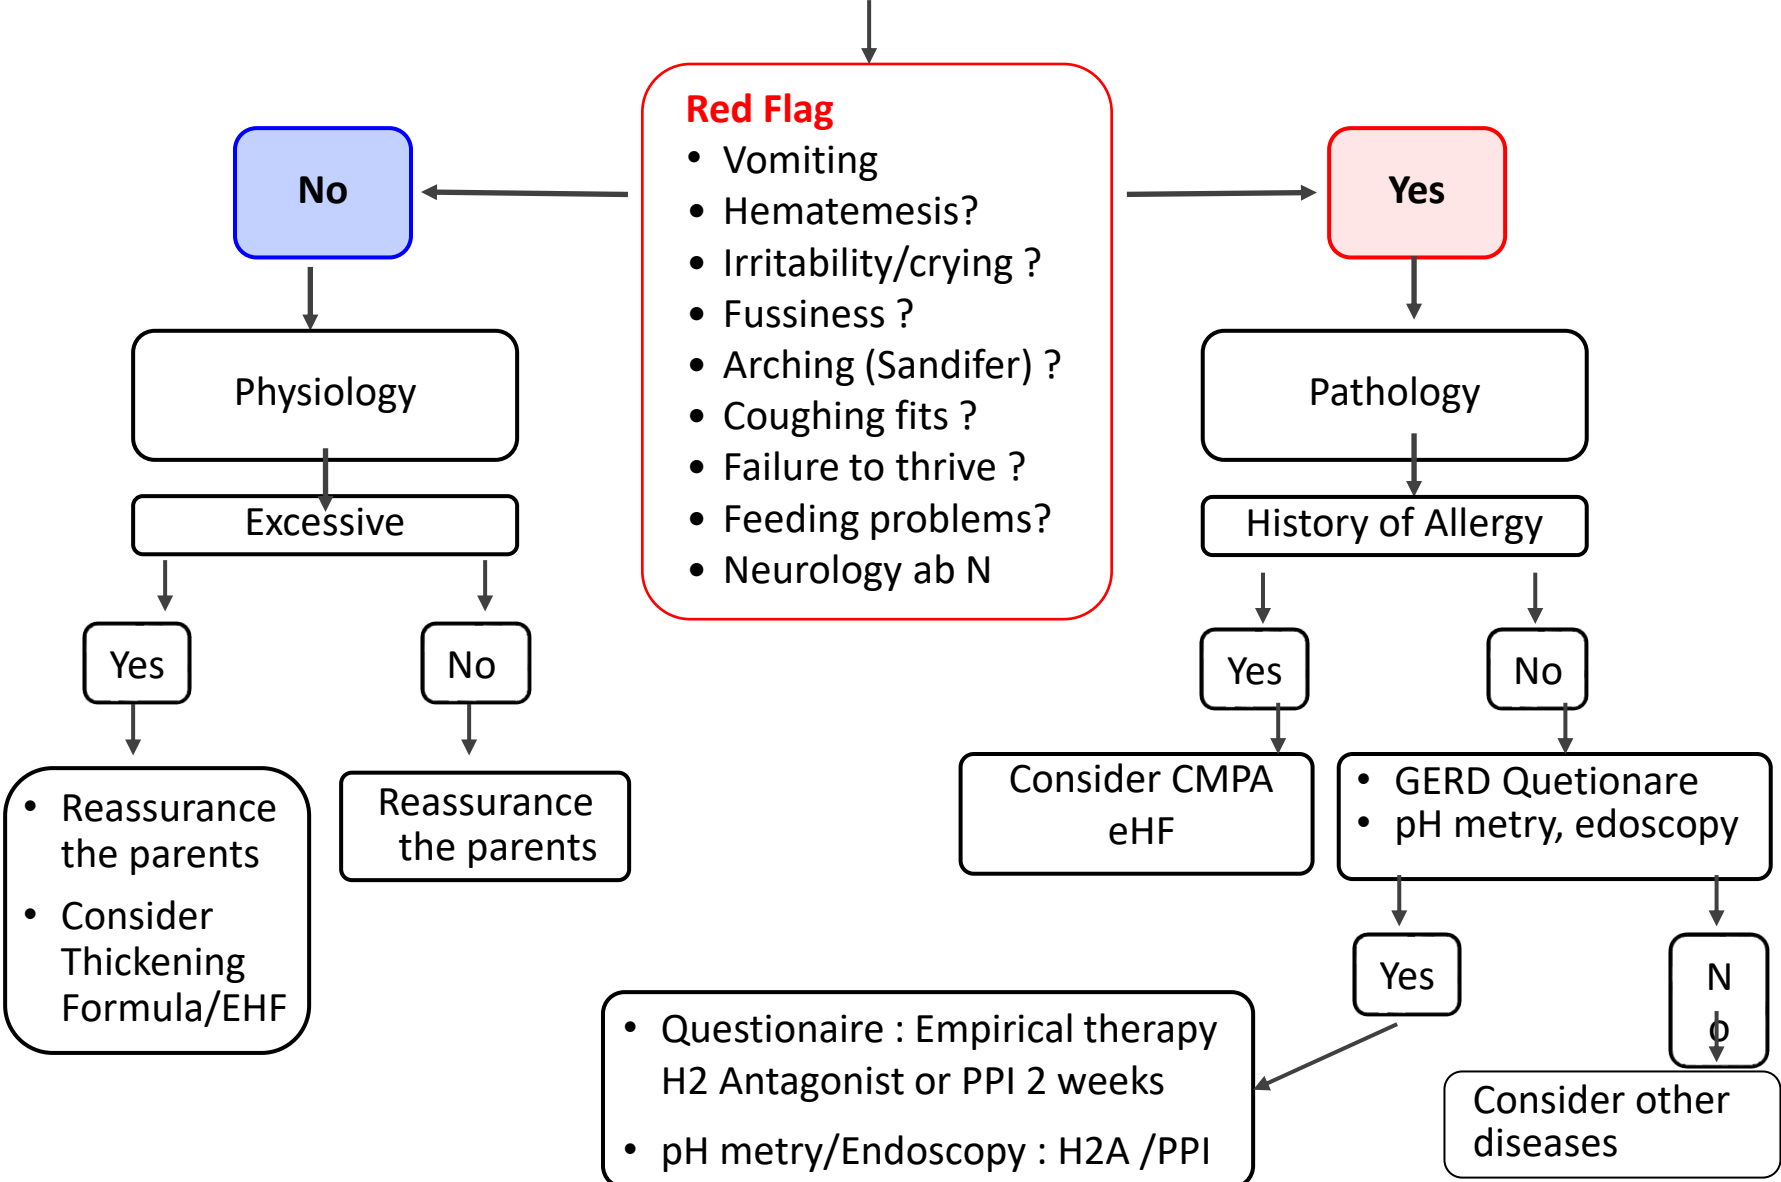 Red Flag
• Vomiting
• Hematemesis?
• Irritability/crying ?
• Fussiness ?
• Arching (Sandifer) ?
• Coughing fits ?
• Failure to thrive ?
• Feeding problems?
• Neurology ab N
No
Yes
Physiology
Pathology
Excessive
History of Allergy
Yes
No
Yes
No
• Reassurance
the parents
• Consider
Thickening
Formula/EHF
Reassurance
the parents
Consider CMPA
eHF
• GERD Quetionare
• pH metry, edoscopy
Yes
N
o
• Questionaire : Empirical therapy
H2 Antagonist or PPI 2 weeks
• pH metry/Endoscopy : H2A /PPI
Consider other
diseases